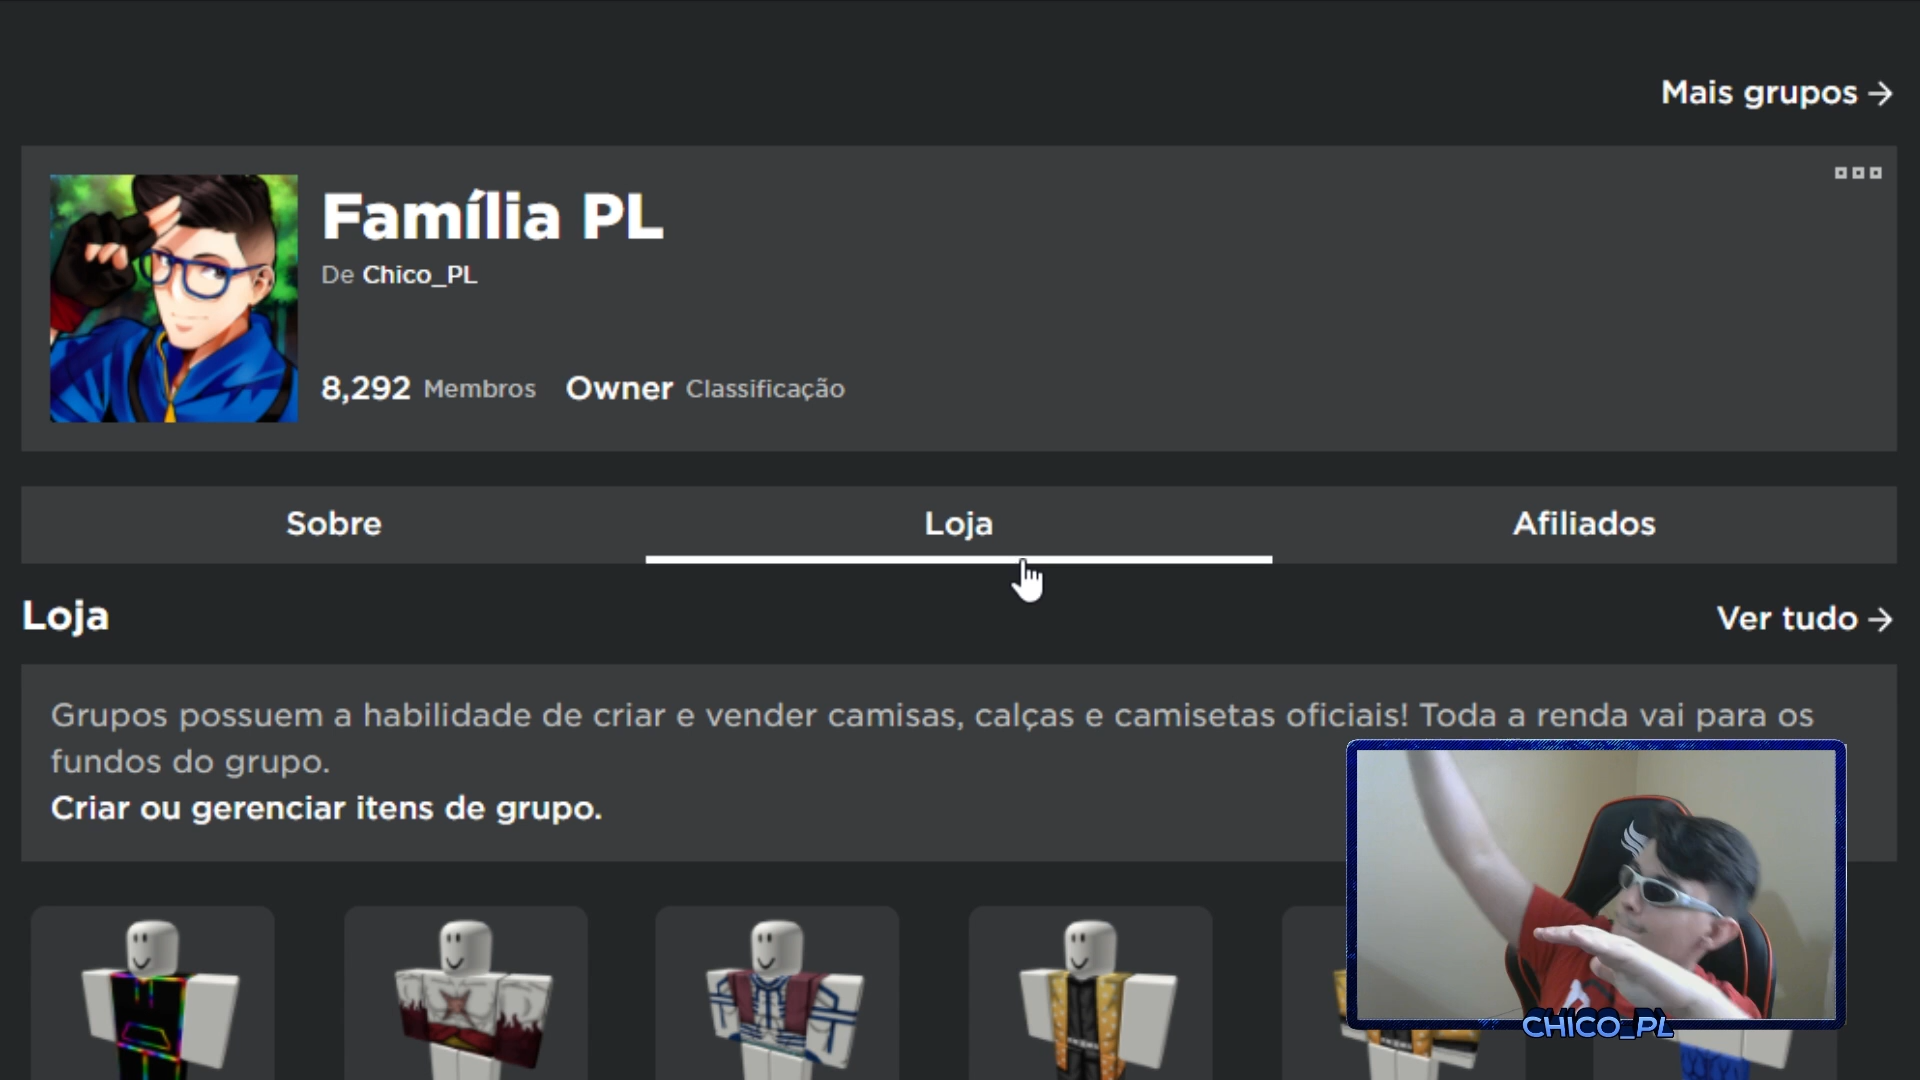 Mais grupos
Família PL
De Chico_PL
8,292 Membros Owner Classificação
Sobre Loja Afiliados
Loja
Ver tudo
Grupos possuem a habilidade de criar e vender camisas, calças e camisetas oficiais! Toda a renda vai para os
fundos do grupo.
Criar ou gerenciar itens de grupo.
CHICO_PL